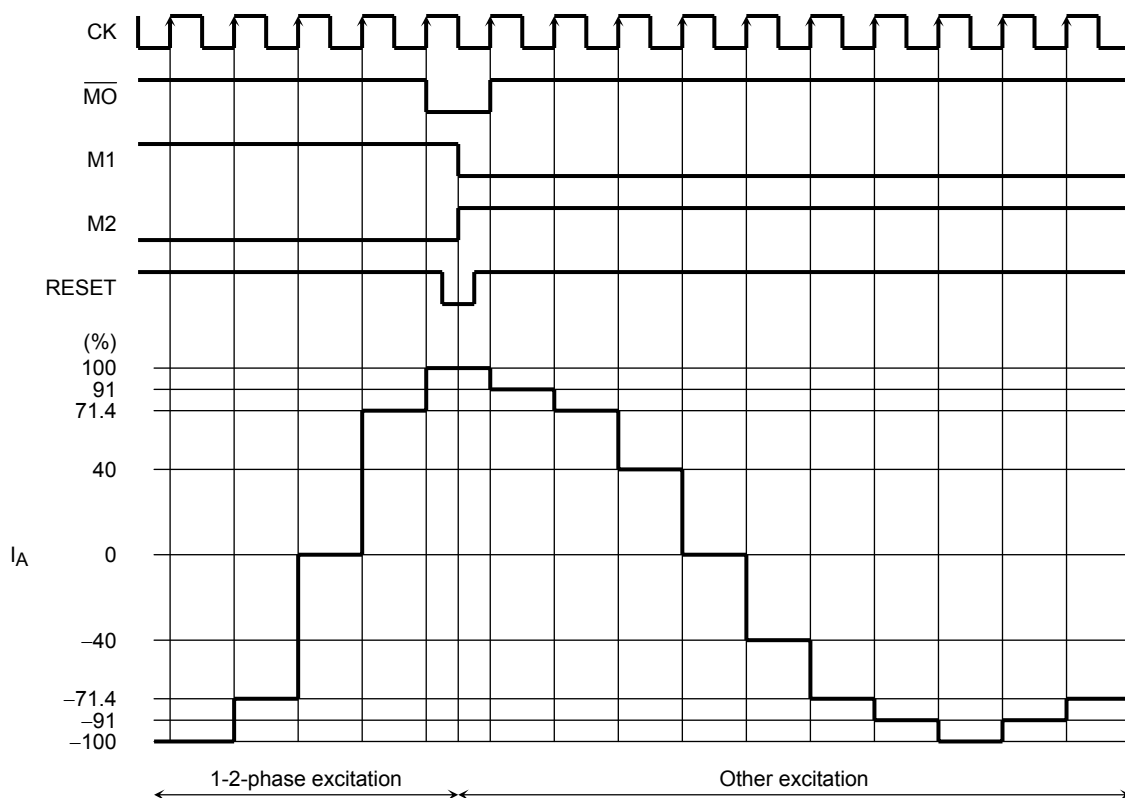 CK
MO
M1
M2
RESET
(%)
100
91
71.4
40
IA
0
−40
−71.4
−91
−100
1-2-phase excitation
Other excitation